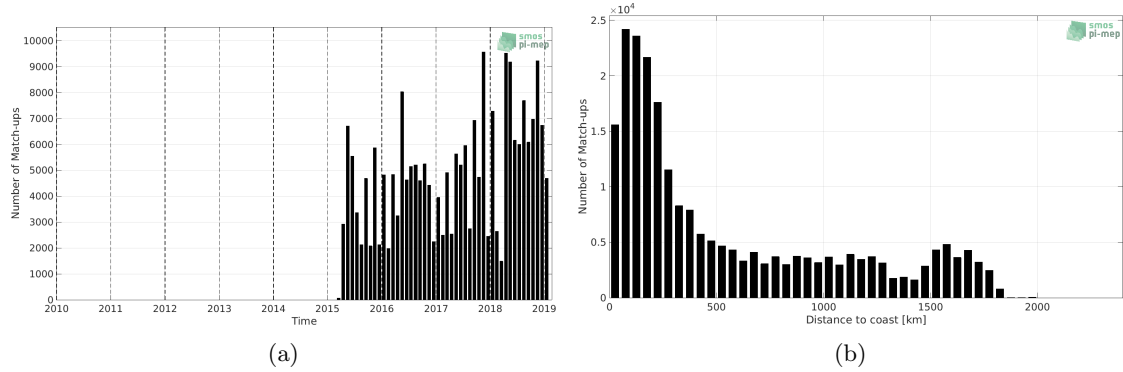 smos
pi-mep
10000
9000
8000
7000
6000
5000
4000
3000
2000
1000
0
Number of Match-ups
2010 2011 2012 2013 2014 2015 2016 2017 2018 2019
Time
(a)
×10⁴
smos
pi-mep
2.5
2
1.5
1
0.5
0
Number of Match-ups
0 500 1000 1500 2000
Distance to coast [km]
(b)